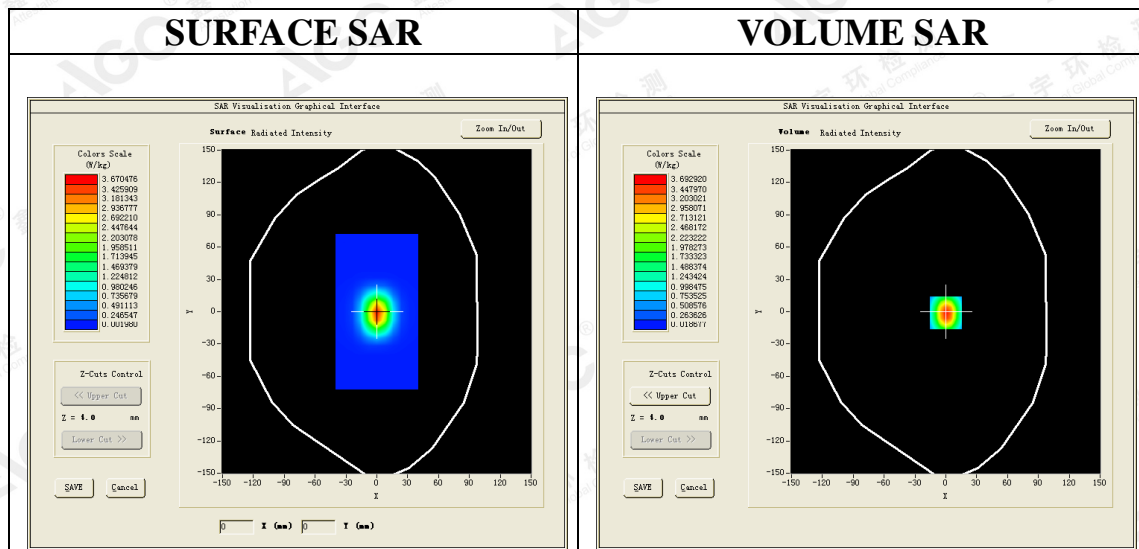 SURFACE SAR
VOLUME SAR
SAR Visualisation Graphical Interface
Surface Radiated Intensity
Zoom In/Out
Colors Scale
(W/kg)
3.670476
3.425909
3.181343
2.936777
2.692210
2.447644
2.203078
1.958511
1.713945
1.469379
1.224812
0.980246
0.735679
0.491113
0.246547
0.001980
Z-Cuts Control
<< Upper Cut
Z = 4.0 mm
Lower Cut >>
SAVE
Cancel
150
120
90
60
30
0
-30
-60
-90
-120
-150
Y
-150 -120 -90 -60 -30 0 30 60 90 120 150
X
0 X (mm) 0 Y (mm)
SAR Visualisation Graphical Interface
Volume Radiated Intensity
Zoom In/Out
Colors Scale
(W/kg)
3.692920
3.447970
3.203021
2.958071
2.713121
2.468172
2.223222
1.978273
1.733323
1.488374
1.243424
0.998475
0.753525
0.508576
0.263626
0.018677
Z-Cuts Control
<< Upper Cut
Z = 4.0 mm
Lower Cut >>
SAVE
Cancel
150
120
90
60
30
0
-30
-60
-90
-120
-150
Y
-150 -120 -90 -60 -30 0 30 60 90 120 150
X